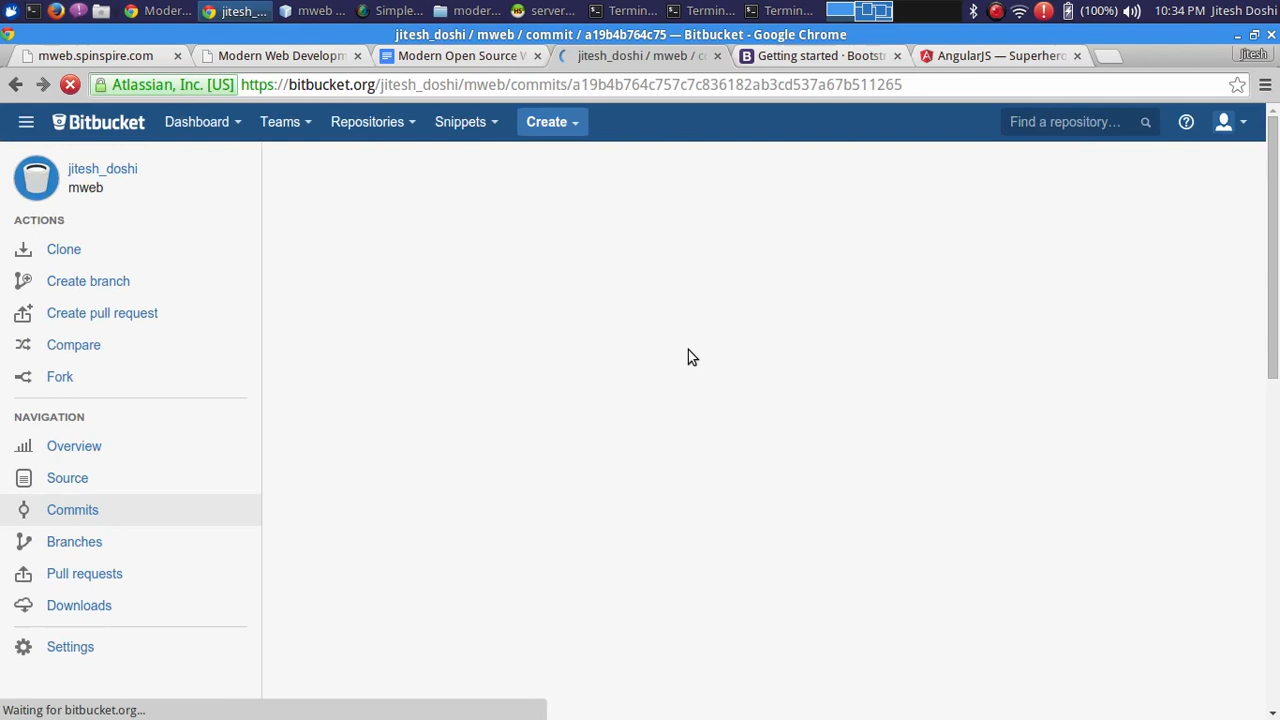 Moder...
jitesh_...
mweb ...
Simple...
moder...
server...
Termin...
Termin...
Termin...
(100%)
10:34 PM Jitesh Doshi
jitesh_doshi / mweb / commit / a19b4b764c75 — Bitbucket - Google Chrome
mweb.spinspire.com
Modern Web Developm
Modern Open Source W
jitesh_doshi / mweb / co
Getting started · Bootst
AngularJS — Superhero
Jitesh
Atlassian, Inc. [US]
https://bitbucket.org/jitesh_doshi/mweb/commits/a19b4b764c757c7c836182ab3cd537a67b511265
Bitbucket
Dashboard
Teams
Repositories
Snippets
Create
Find a repository...
jitesh_doshi
mweb
ACTIONS
Clone
Create branch
Create pull request
Compare
Fork
NAVIGATION
Overview
Source
Commits
Branches
Pull requests
Downloads
Settings
Waiting for bitbucket.org...